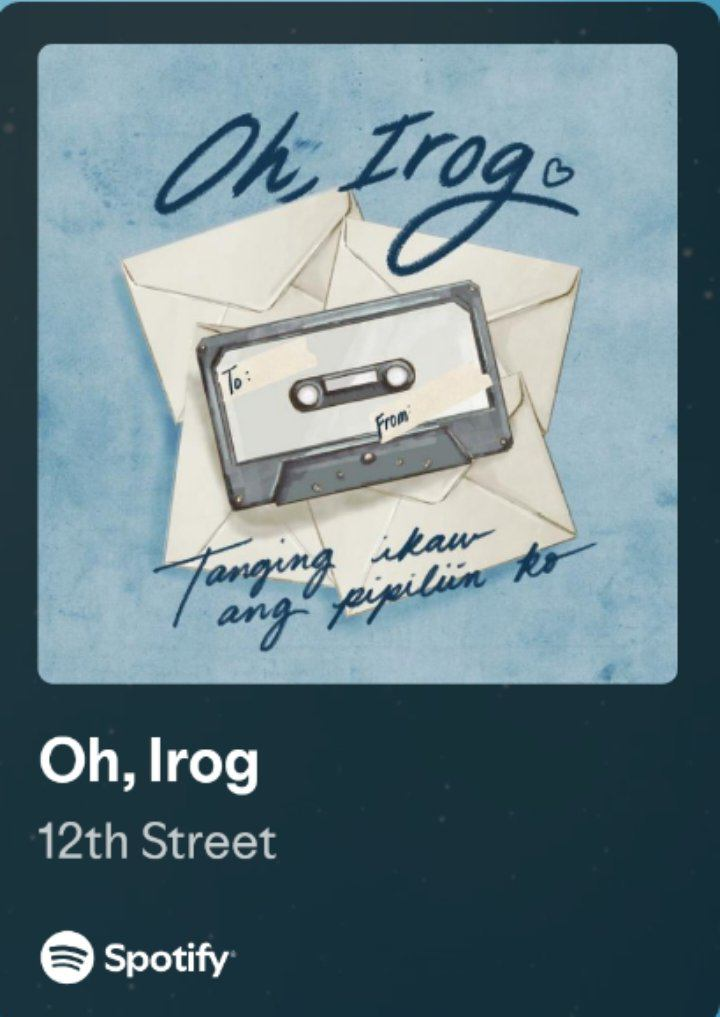 Oh, Irog
To:
From:
Tanging ikaw
ang pipiliin ko
Oh, Irog
12th Street
Spotify